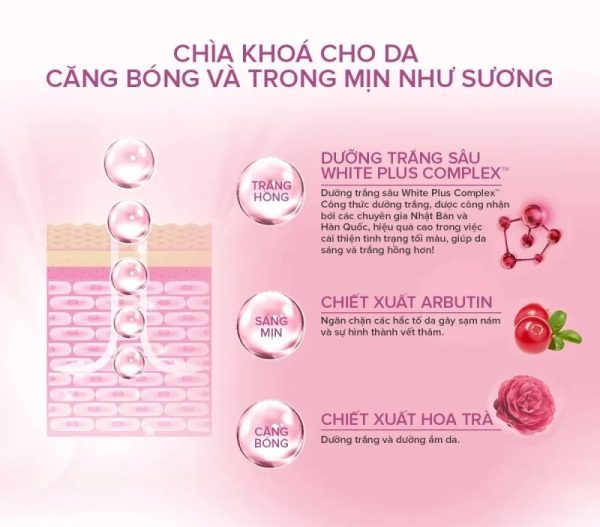 CHÌA KHOÁ CHO DA
CĂNG BÓNG VÀ TRONG MỊN NHƯ SƯƠNG
TRẮNG
HỒNG
DƯỠNG TRẮNG SÂU
WHITE PLUS COMPLEX™
Dưỡng trắng sâu White Plus Complex™
Công thức dưỡng trắng, được công nhận
bởi các chuyên gia Nhật Bản và
Hàn Quốc, hiệu quả cao trong việc
cải thiện tình trạng tối màu, giúp da
sáng và trắng hồng hơn!
SÁNG
MỊN
CHIẾT XUẤT ARBUTIN
Ngăn chặn các hắc tố da gây sạm nám
và sự hình thành vết thâm.
CĂNG
BÓNG
CHIẾT XUẤT HOA TRÀ
Dưỡng trắng và dưỡng ẩm da.